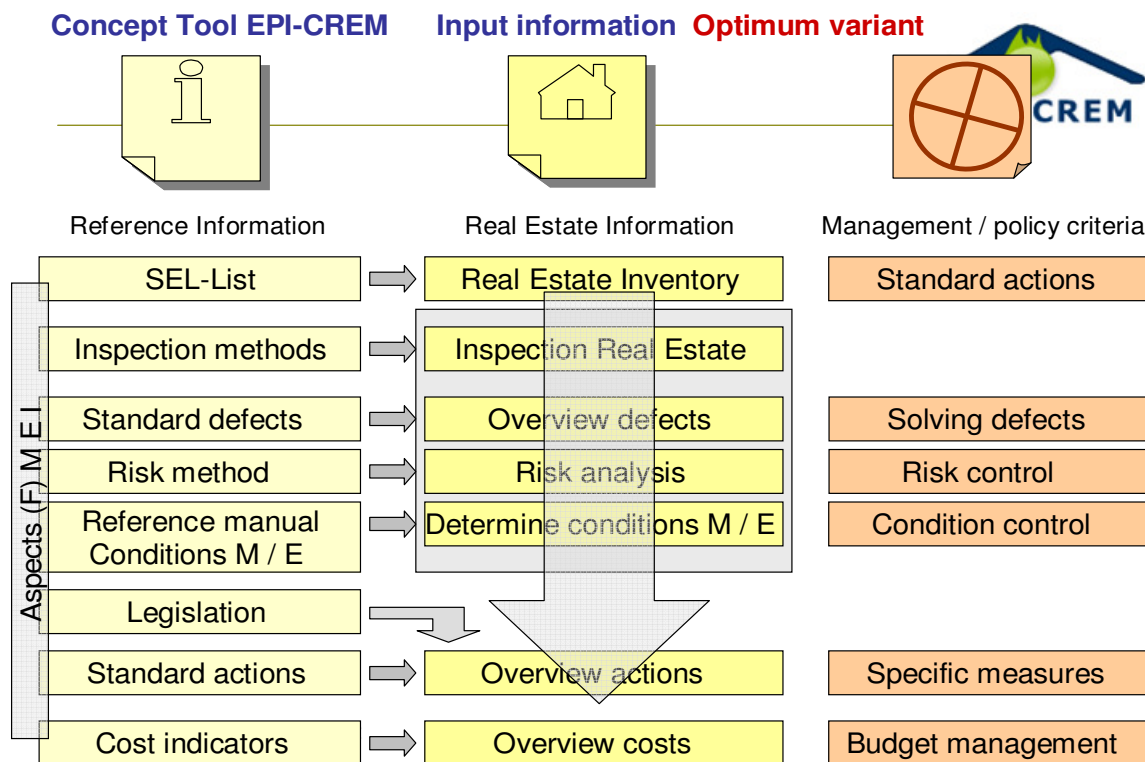 Concept Tool EPI-CREM Input information Optimum variant
i
CREM
Reference Information Real Estate Information Management / policy criteria
SEL-List Real Estate Inventory Standard actions
Inspection methods Inspection Real Estate
Standard defects Overview defects Solving defects
Risk method Risk analysis Risk control
Reference manual
Conditions M / E Determine conditions M / E Condition control
Legislation
Standard actions Overview actions Specific measures
Cost indicators Overview costs Budget management
Aspects (F) M E I